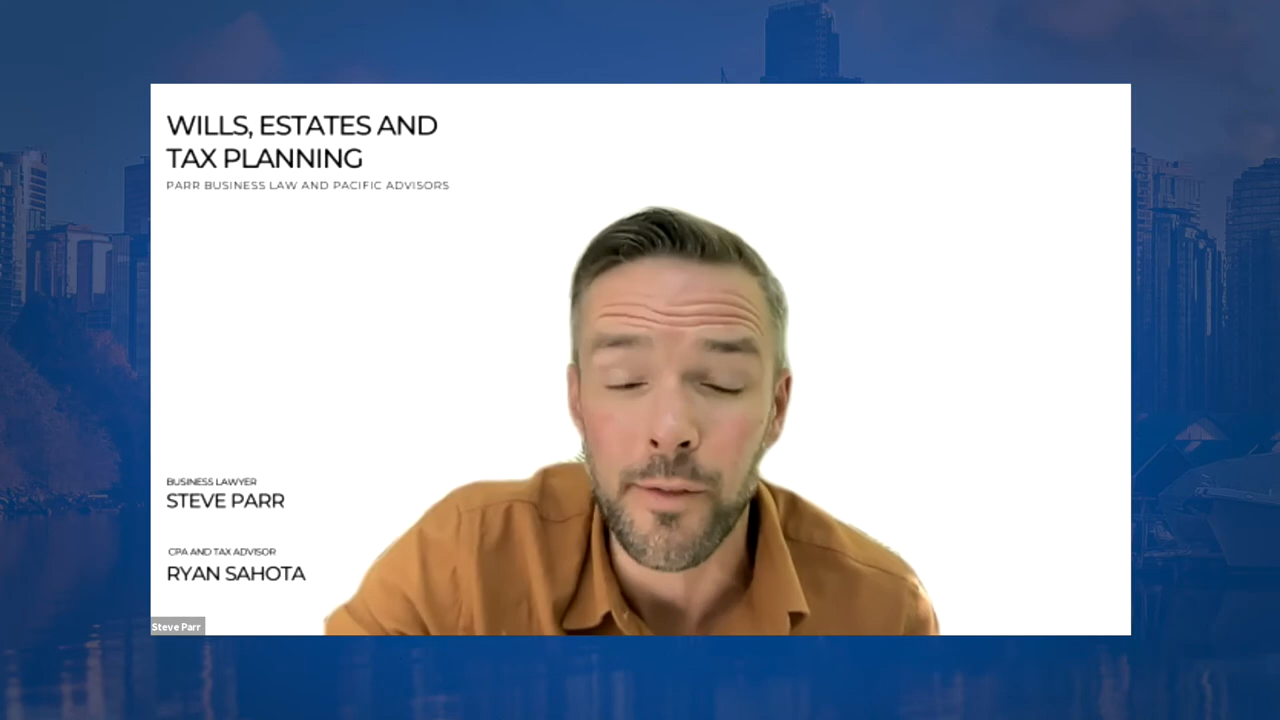 WILLS, ESTATES AND
TAX PLANNING
PARR BUSINESS LAW AND PACIFIC ADVISORS
BUSINESS LAWYER
STEVE PARR
CPA AND TAX ADVISOR
RYAN SAHOTA
Steve Parr